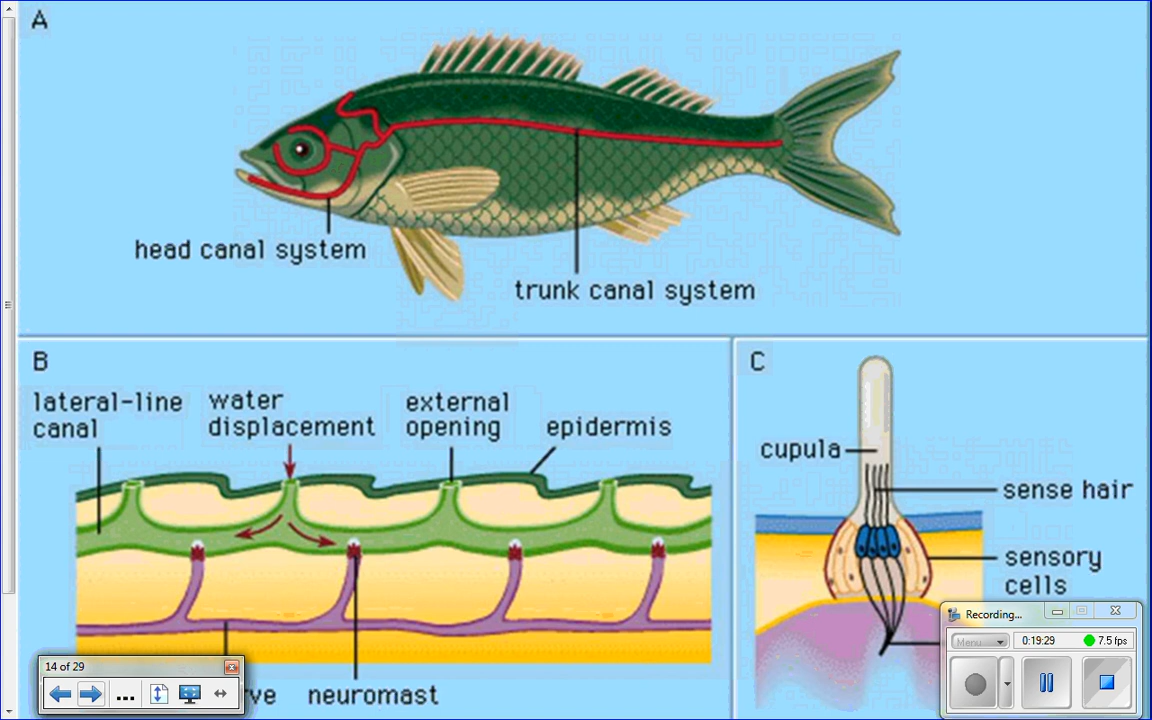 A
head canal system
trunk canal system
B
lateral-line
canal
water
displacement
external
opening
epidermis
neuromast
C
cupula
sense hair
sensory
cells
14 of 29
Recording...
Menu
0:19:29
7.5 fps